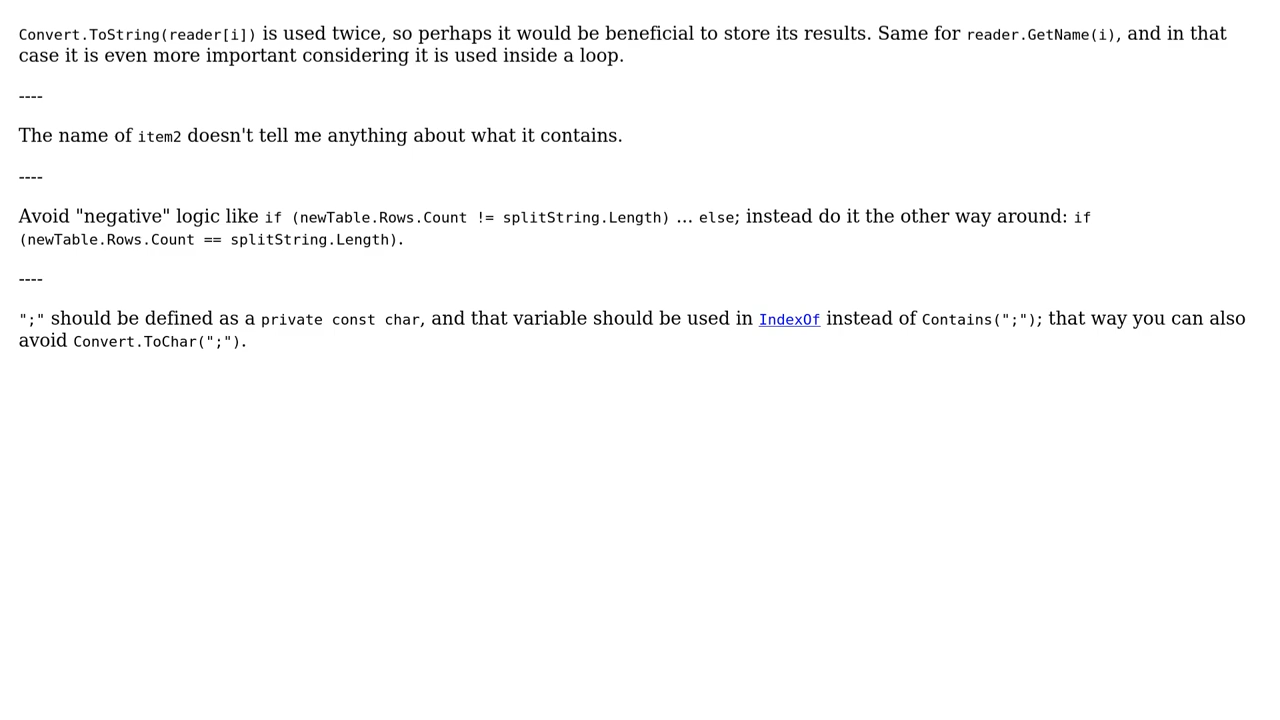 Convert.ToString(reader[i]) is used twice, so perhaps it would be beneficial to store its results. Same for reader.GetName(i), and in that
case it is even more important considering it is used inside a loop.
----
The name of item2 doesn't tell me anything about what it contains.
----
Avoid "negative" logic like if (newTable.Rows.Count != splitString.Length) ... else; instead do it the other way around: if
(newTable.Rows.Count == splitString.Length).
----
";" should be defined as a private const char, and that variable should be used in IndexOf instead of Contains(";"); that way you can also
avoid Convert.ToChar(";").